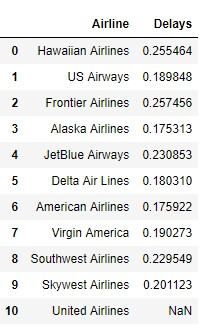 Airline Delays
0 Hawaiian Airlines 0.255464
1 US Airways 0.189848
2 Frontier Airlines 0.257456
3 Alaska Airlines 0.175313
4 JetBlue Airways 0.230853
5 Delta Air Lines 0.180310
6 American Airlines 0.175922
7 Virgin America 0.190273
8 Southwest Airlines 0.229549
9 Skywest Airlines 0.201123
10 United Airlines NaN